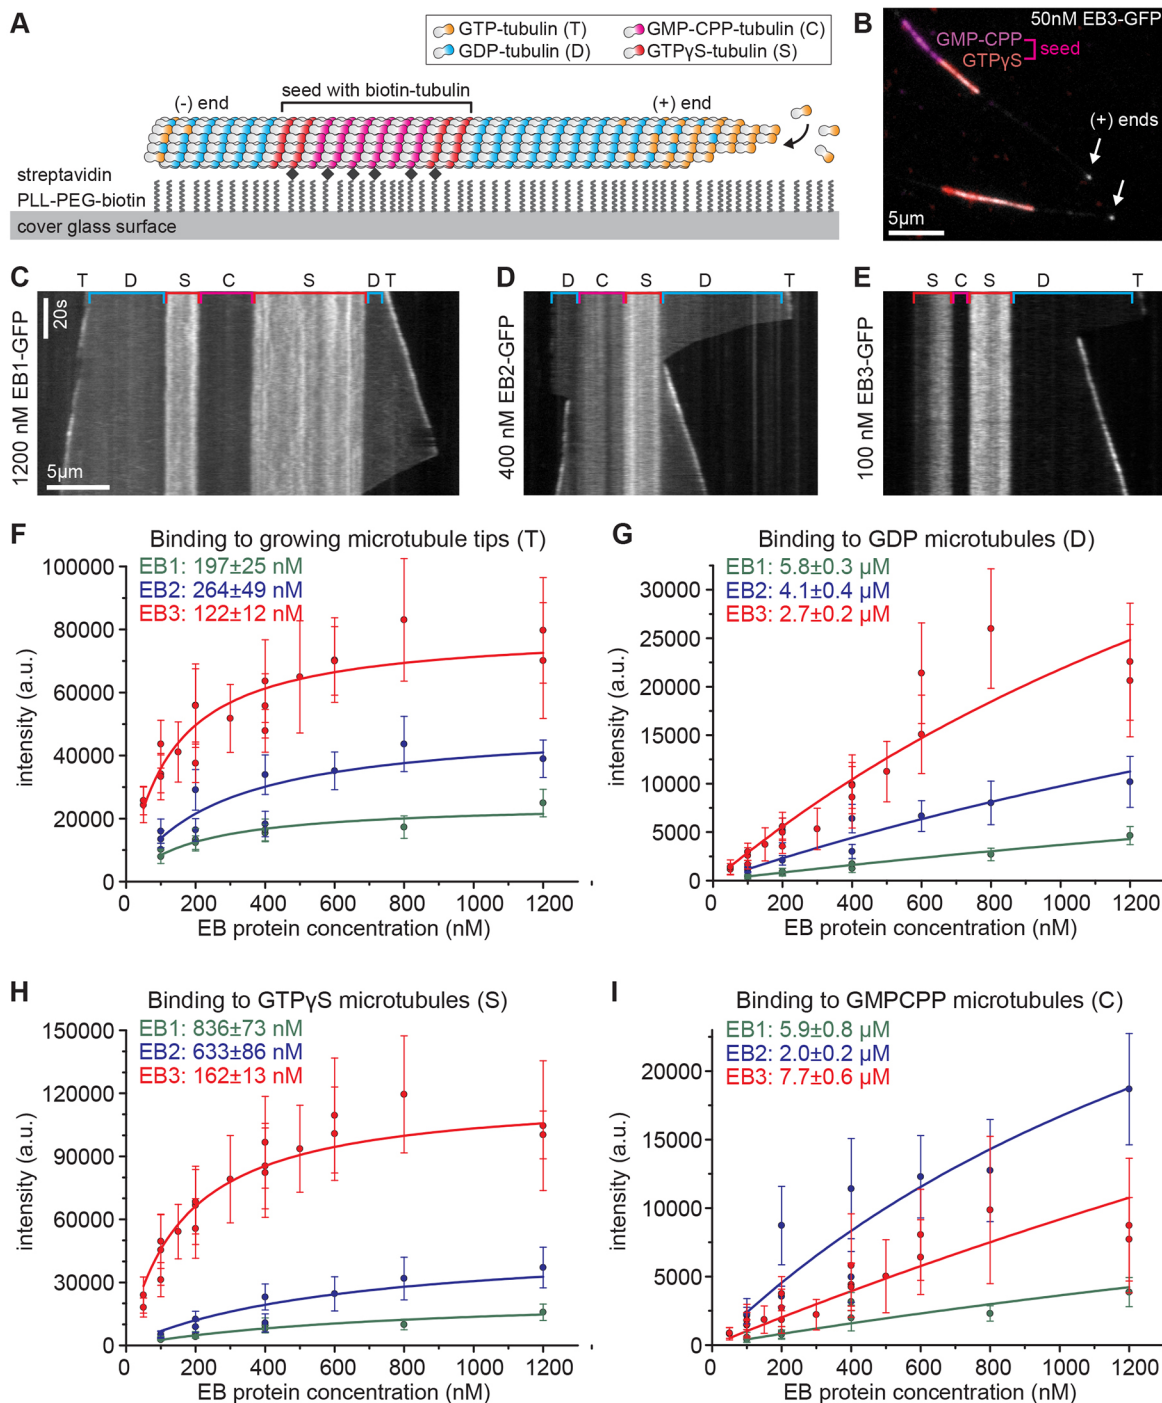 A
GTP-tubulin (T)
GMP-CPP-tubulin (C)
GDP-tubulin (D)
GTPγS-tubulin (S)
seed with biotin-tubulin
(-) end
(+) end
streptavidin
PLL-PEG-biotin
cover glass surface
B
50nM EB3-GFP
GMP-CPP
GTPγS
seed
(+) ends
5µm
C
T D S C S D T
1200 nM EB1-GFP
20s
5µm
D
D C S D T
400 nM EB2-GFP
E
S C S D T
100 nM EB3-GFP
F
Binding to growing microtubule tips (T)
EB1: 197±25 nM
EB2: 264±49 nM
EB3: 122±12 nM
intensity (a.u.)
100000
80000
60000
40000
20000
0
0 200 400 600 800 1000 1200
EB protein concentration (nM)
G
Binding to GDP microtubules (D)
EB1: 5.8±0.3 µM
EB2: 4.1±0.4 µM
EB3: 2.7±0.2 µM
intensity (a.u.)
30000
25000
20000
15000
10000
5000
0
0 200 400 600 800 1000 1200
EB protein concentration (nM)
H
Binding to GTPγS microtubules (S)
EB1: 836±73 nM
EB2: 633±86 nM
EB3: 162±13 nM
intensity (a.u.)
150000
120000
90000
60000
30000
0
0 200 400 600 800 1000 1200
EB protein concentration (nM)
I
Binding to GMPCPP microtubules (C)
EB1: 5.9±0.8 µM
EB2: 2.0±0.2 µM
EB3: 7.7±0.6 µM
intensity (a.u.)
20000
15000
10000
5000
0
0 200 400 600 800 1000 1200
EB protein concentration (nM)